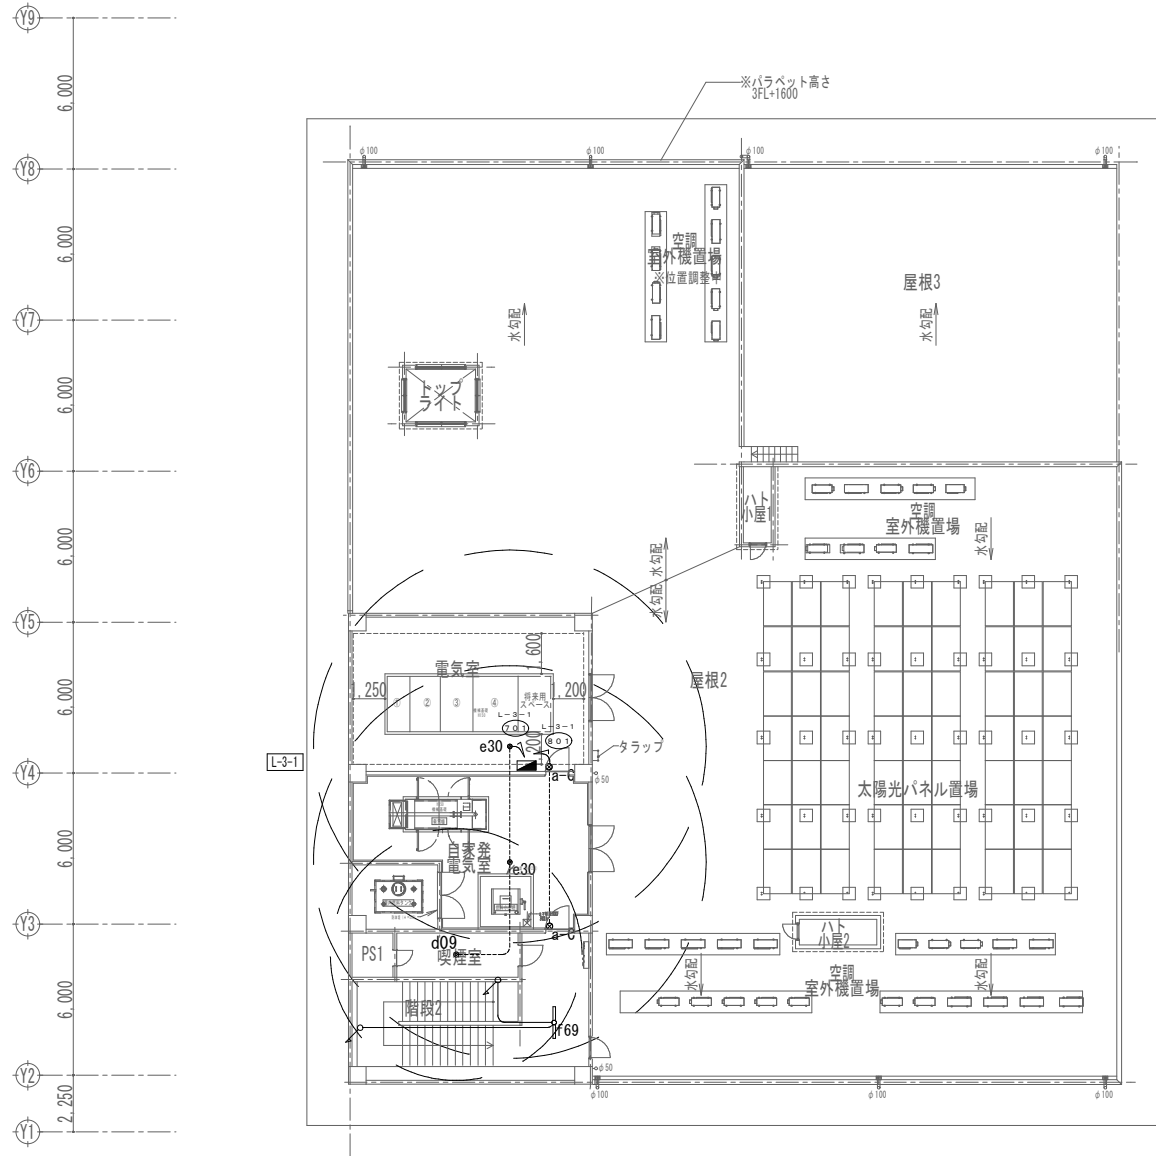 Y9
6,000
※パラペット高さ
3FL+1600
φ100
φ100
φ100
φ100
Y8
6,000
空調
室外機置場
※位置調整中
屋根3
水勾配
水勾配
Y7
6,000
トップ
ライト
Y6
6,000
ハト
小屋1
空調
室外機置場
水勾配
水勾配
水勾配
Y5
6,000
600
電気室
1,250
1,200
①
②
③
④
将来用
スペース
L-3-1
701
L-3-1
801
200
e30
a-C
屋根2
タラップ
φ50
L-3-1
Y4
6,000
太陽光パネル置場
自家発
電気室
e30
Y3
d09
a-C
PS1
喫煙室
ハト
小屋2
空調
室外機置場
水勾配
水勾配
6,000
階段2
f69
Y2
φ50
φ100
φ100
φ100
2,250
Y1